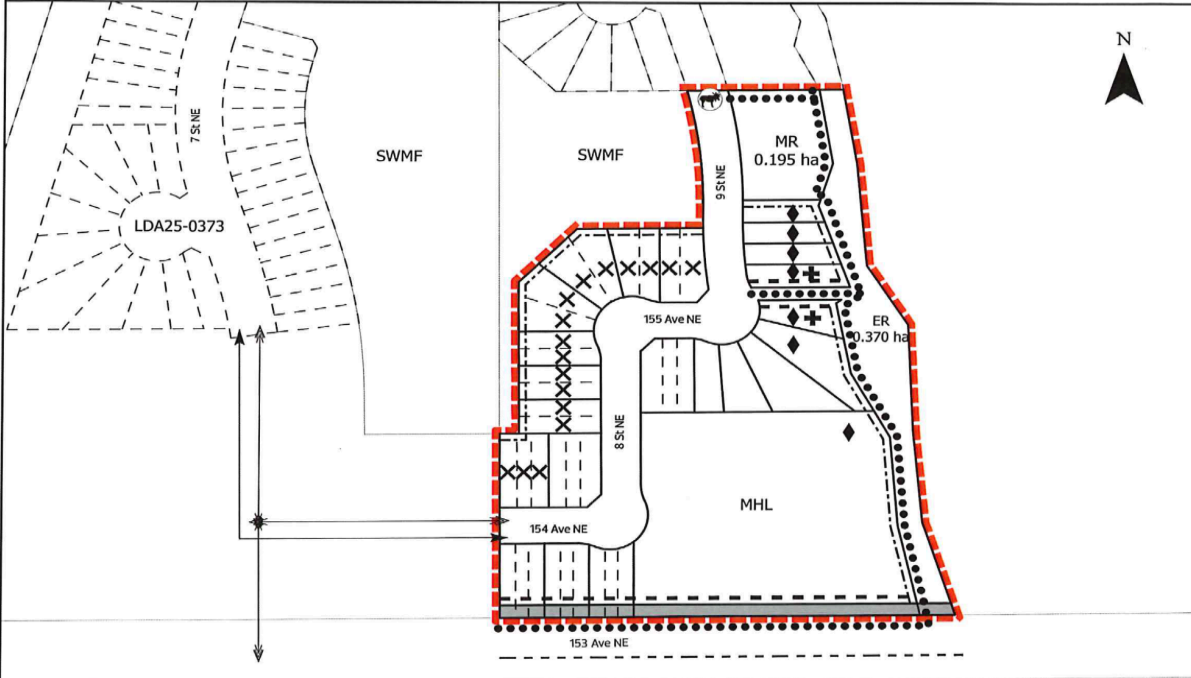 N
7 St NE
SWMF
SWMF
MR
0.195 ha
9 St NE
LDA25-0373
155 Ave NE
ER
0.370 ha
8 St NE
MHL
154 Ave NE
153 Ave NE